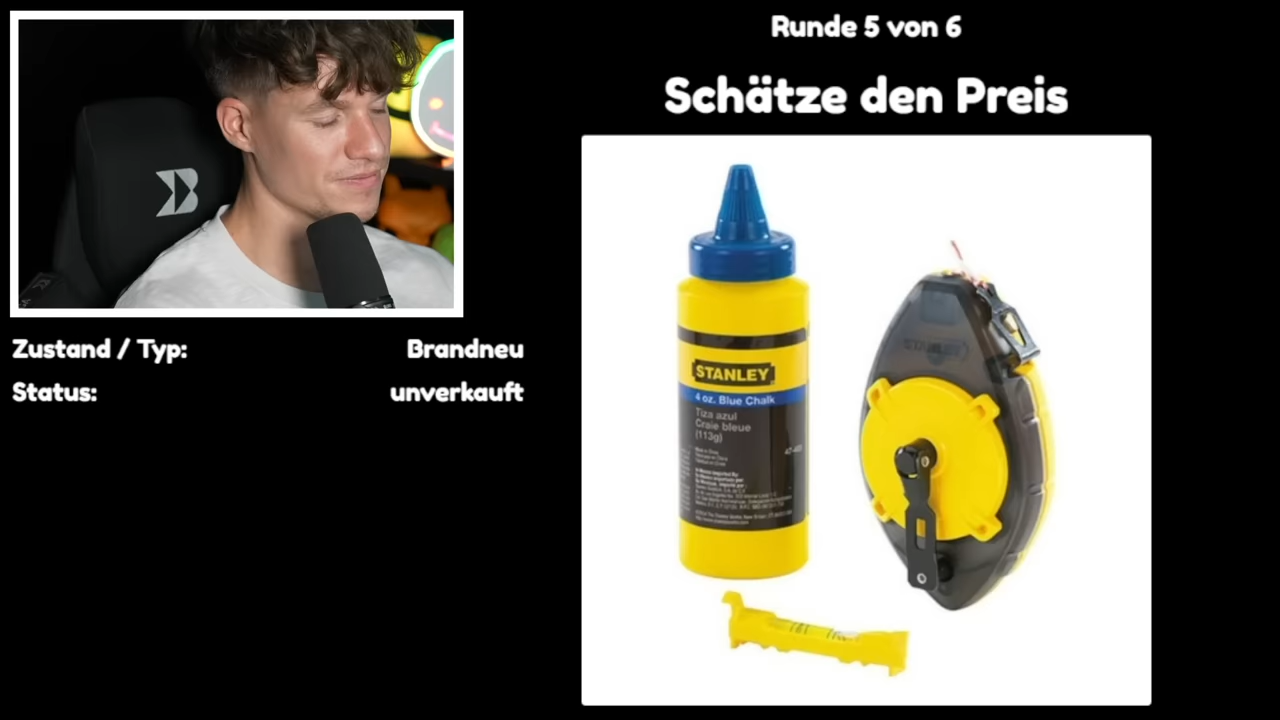 Runde 5 von 6
Schätze den Preis
Zustand / Typ: Brandneu
Status: unverkauft
STANLEY
4 oz. Blue Chalk
Tiza azul
Craie bleue
(113g)